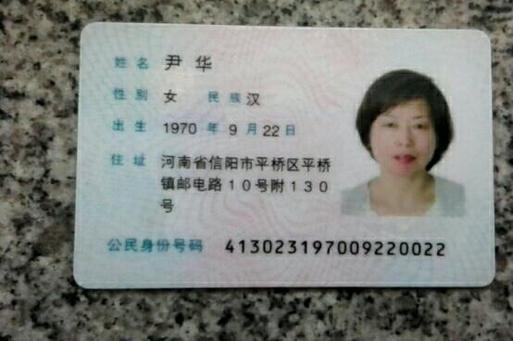 姓名 尹华
性别 女 民族 汉
出生 1970 年 9 月 22 日
住址 河南省信阳市平桥区平桥
镇邮电路10号附130
号
公民身份号码 413023197009220022